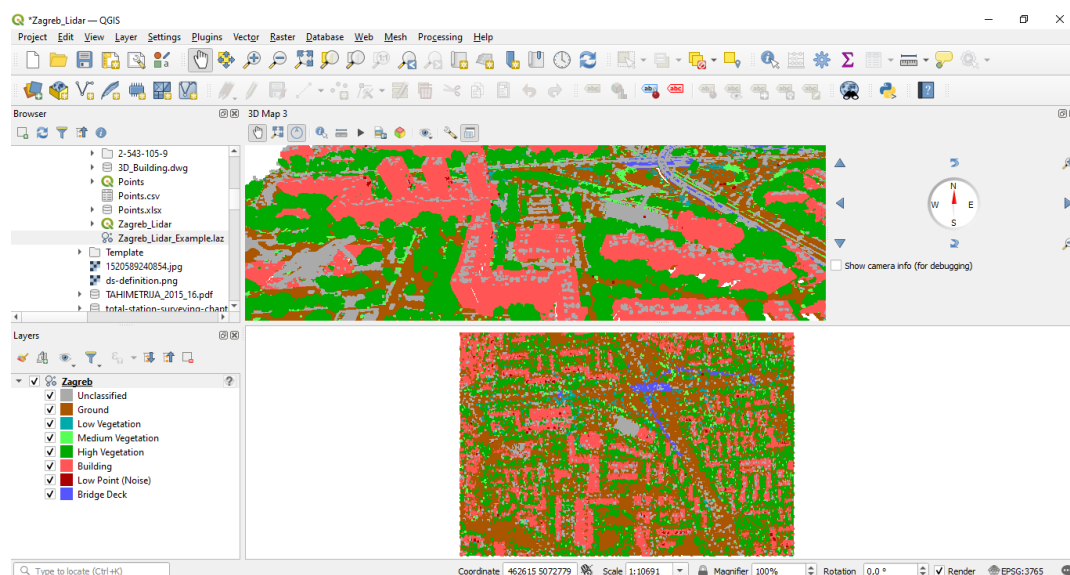 *Zagreb_Lidar — QGIS
Project Edit View Layer Settings Plugins Vector Raster Database Web Mesh Processing Help
Browser
3D Map 3
2-543-105-9
3D_Building.dwg
Points
Points.csv
Points.xlsx
Zagreb_Lidar
Zagreb_Lidar_Example.laz
Template
1520589240854.jpg
ds-definition.png
TAHIMETRIJA_2015_16.pdf
total-station-surveying-chapt
N
W E
S
Show camera info (for debugging)
Layers
Zagreb
Unclassified
Ground
Low Vegetation
Medium Vegetation
High Vegetation
Building
Low Point (Noise)
Bridge Deck
Type to locate (Ctrl+K)
Coordinate 462615 5072779 Scale 1:10691 Magnifier 100% Rotation 0,0 ° Render EPSG:3765